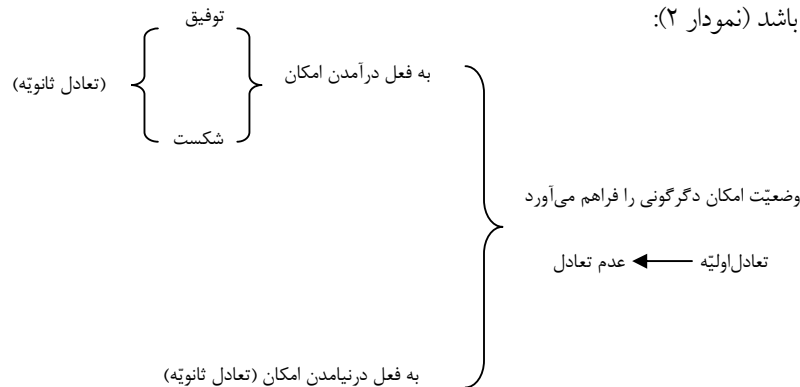 باشد (نمودار ۲):
توفیق
به فعل درآمدن امکان
(تعادل ثانویّه)
شکست
وضعیّت امکان دگرگونی را فراهم می‌آورد
تعادل‌اولیّه
عدم تعادل
به فعل درنیامدن امکان (تعادل ثانویّه)